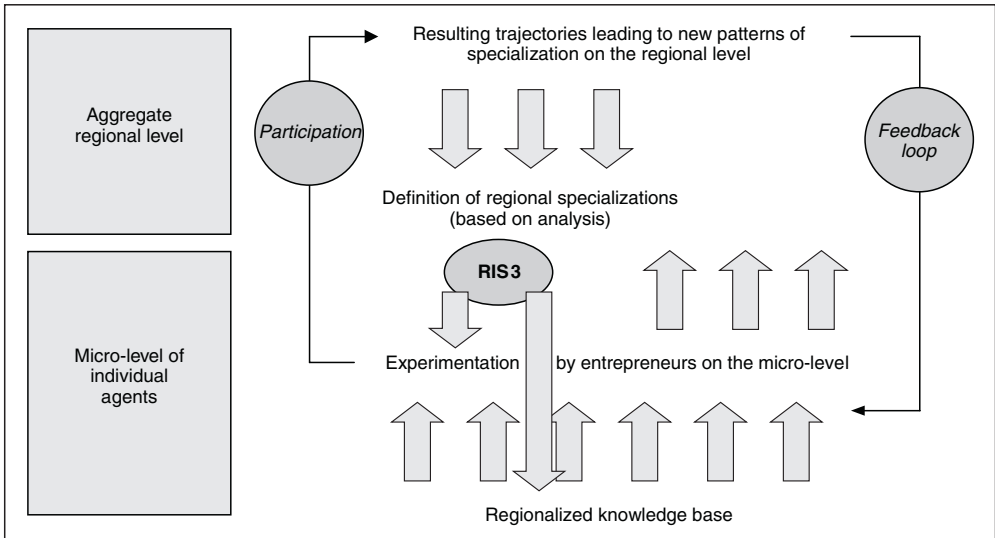 Resulting trajectories leading to new patterns of
specialization on the regional level
Aggregate
regional level
Participation
Feedback
loop
Definition of regional specializations
(based on analysis)
RIS3
Micro-level of
individual
agents
Experimentation by entrepreneurs on the micro-level
Regionalized knowledge base